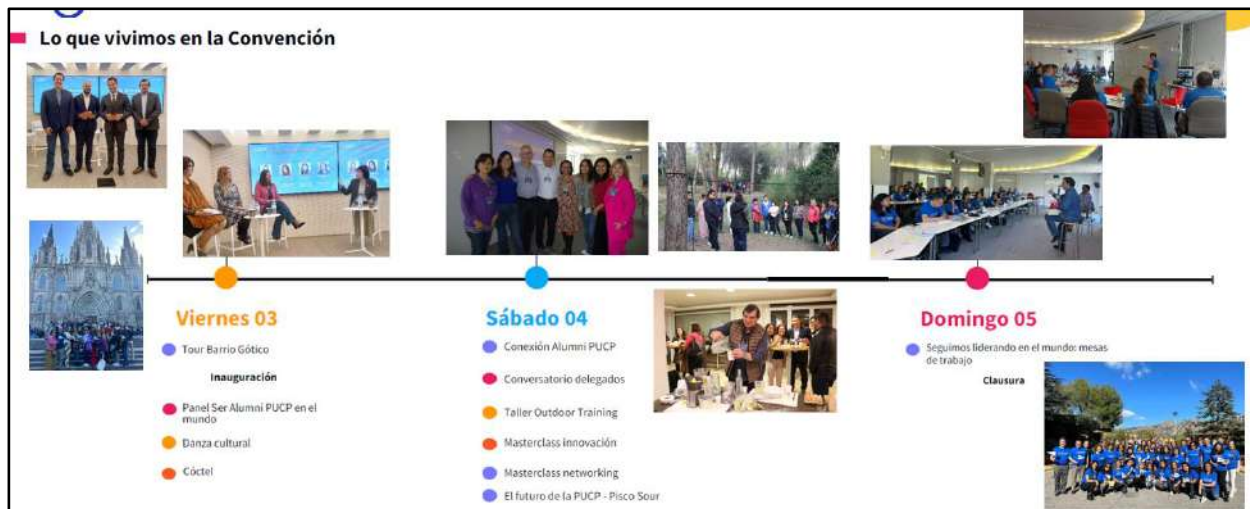 Lo que vivimos en la Convención
Viernes 03
Tour Barrio Gótico
Inauguración
Panel Ser Alumni PUCP en el
mundo
Danza cultural
Cóctel
Sábado 04
Conexión Alumni PUCP
Conversatorio delegados
Taller Outdoor Training
Masterclass innovación
Masterclass networking
El futuro de la PUCP - Pisco Sour
Domingo 05
Seguimos liderando en el mundo: mesas
de trabajo
Clausura